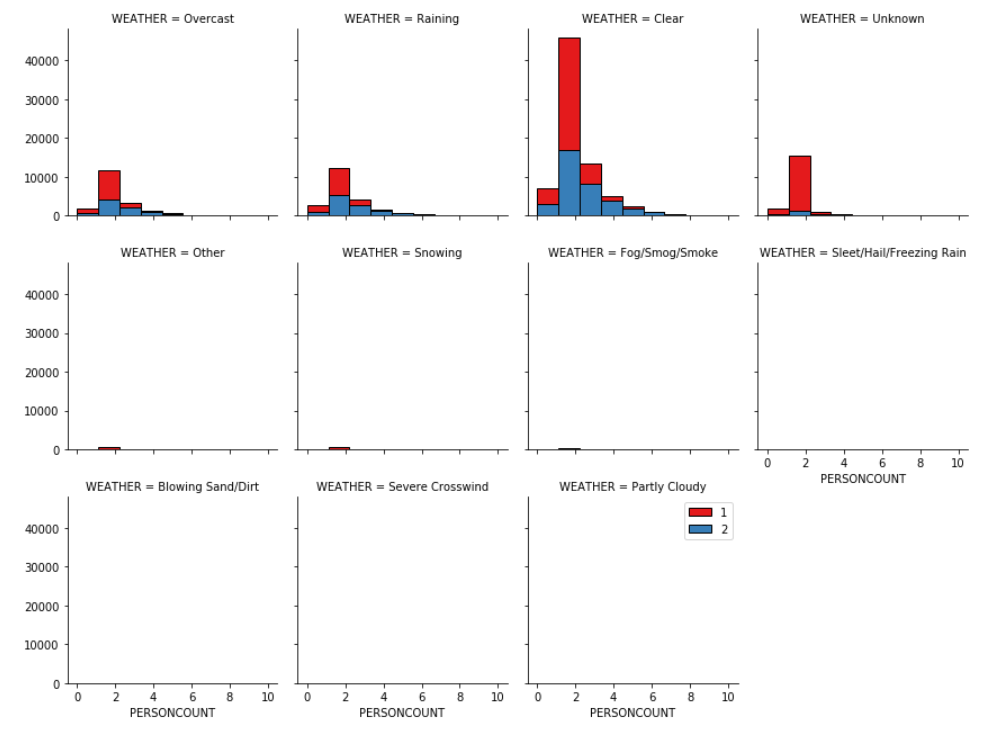 WEATHER = Overcast
WEATHER = Raining
WEATHER = Clear
WEATHER = Unknown
40000
30000
20000
10000
0
WEATHER = Other
WEATHER = Snowing
WEATHER = Fog/Smog/Smoke
WEATHER = Sleet/Hail/Freezing Rain
40000
30000
20000
10000
0
0 2 4 6 8 10
PERSONCOUNT
WEATHER = Blowing Sand/Dirt
WEATHER = Severe Crosswind
WEATHER = Partly Cloudy
1
2
40000
30000
20000
10000
0
0 2 4 6 8 10
0 2 4 6 8 10
0 2 4 6 8 10
PERSONCOUNT
PERSONCOUNT
PERSONCOUNT